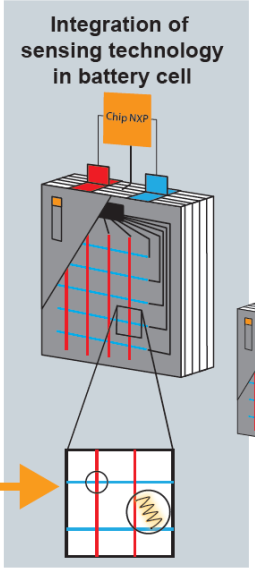 Integration of
sensing technology
in battery cell
Chip NXP